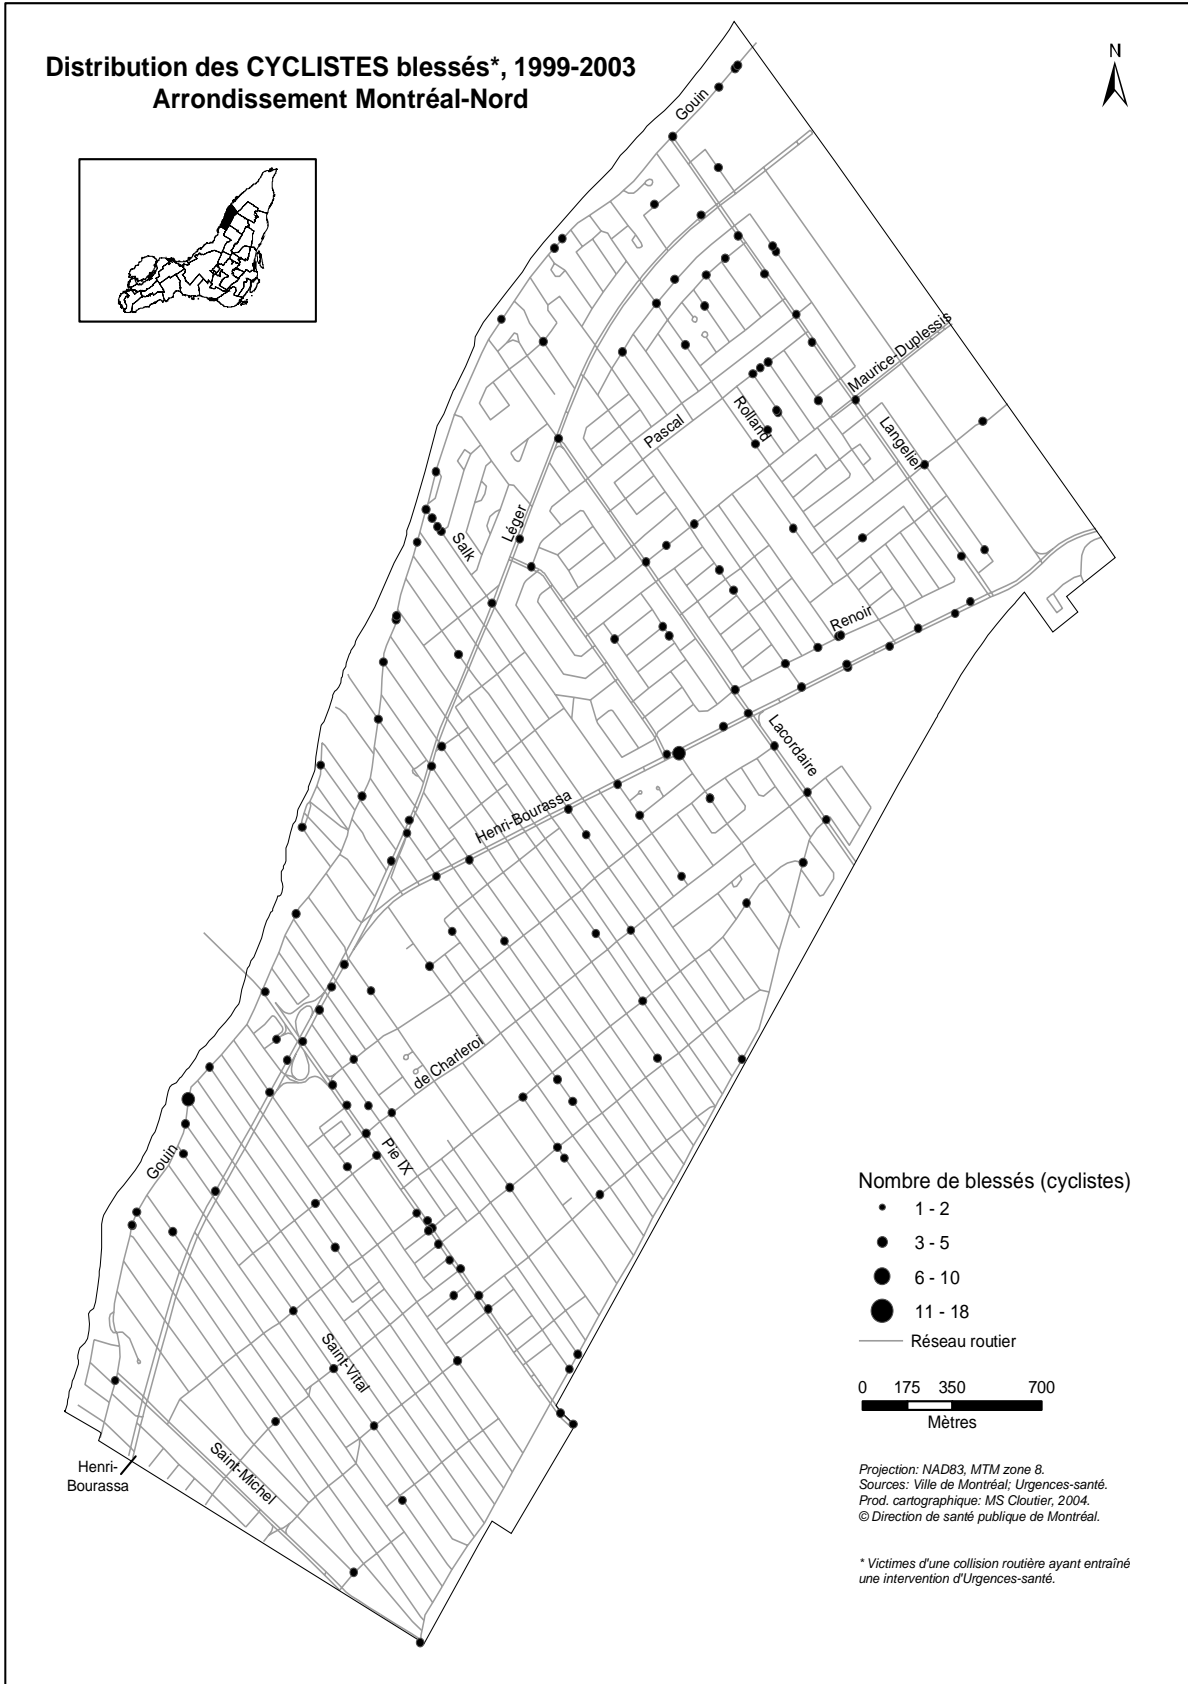 Distribution des CYCLISTES blessés*, 1999-2003
Arrondissement Montréal-Nord
N
Gouin
Maurice-Duplessis
Rolland
Pascal
Langelier
Léger
Salk
Renoir
Lacordaire
Henri-Bourassa
de Charleroi
Pie IX
Gouin
Saint-Vital
Saint-Michel
Henri-
Bourassa
Nombre de blessés (cyclistes)
1 - 2
3 - 5
6 - 10
11 - 18
Réseau routier
0 175 350 700
Mètres
Projection: NAD83, MTM zone 8.
Sources: Ville de Montréal; Urgences-santé.
Prod. cartographique: MS Cloutier, 2004.
© Direction de santé publique de Montréal.
* Victimes d'une collision routière ayant entraîné
une intervention d'Urgences-santé.